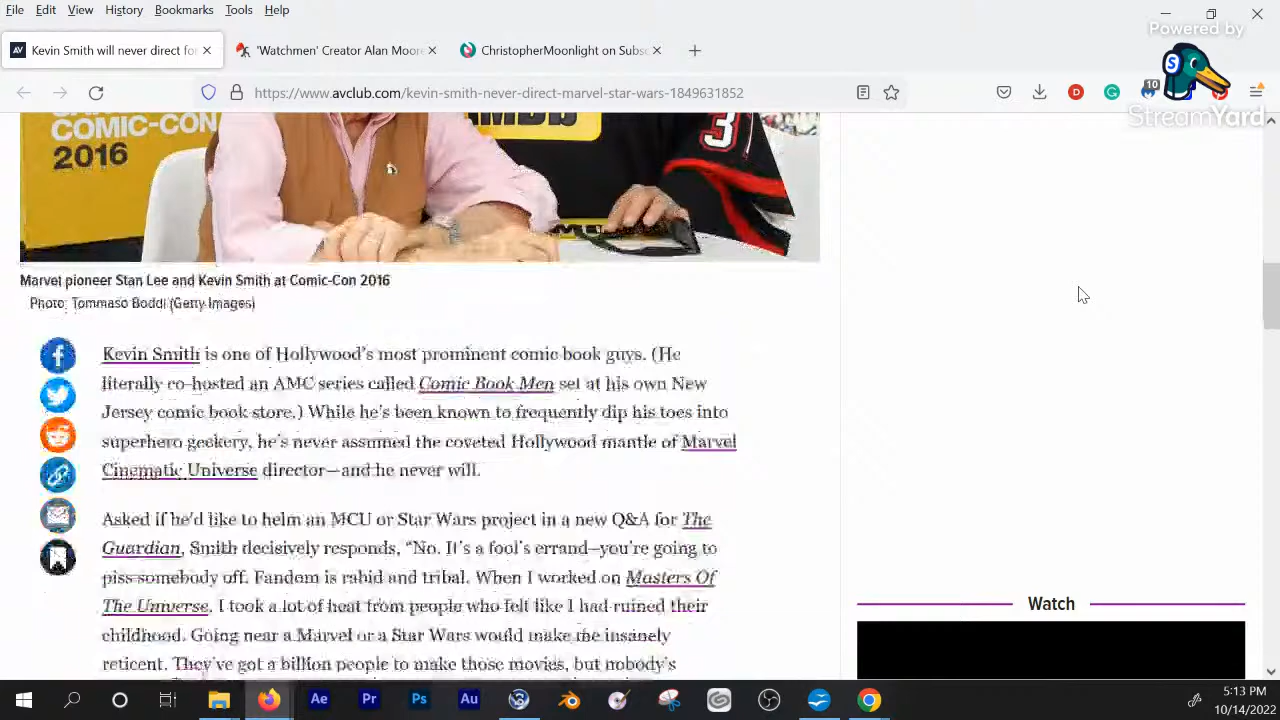 File Edit View History Bookmarks Tools Help
Powered by
StreamYard
Kevin Smith will never direct for
'Watchmen' Creator Alan Moore
ChristopherMoonlight on Subsc
https://www.avclub.com/kevin-smith-never-direct-marvel-star-wars-1849631852
10
COMIC-CON
2016
Marvel pioneer Stan Lee and Kevin Smith at Comic-Con 2016
Photo: Tommaso Boddi (Getty Images)
Kevin Smith is one of Hollywood's most prominent comic book guys. (He
literally co-hosted an AMC series called Comic Book Men set at his own New
Jersey comic book store.) While he's been known to frequently dip his toes into
superhero geekery, he's never assumed the coveted Hollywood mantle of Marvel
Cinematic Universe director—and he never will.
Asked if he'd like to helm an MCU or Star Wars project in a new Q&A for The
Guardian, Smith decisively responds, “No. It's a fool's errand—you're going to
piss somebody off. Fandom is rabid and tribal. When I worked on Masters Of
The Universe, I took a lot of heat from people who felt like I had ruined their
childhood. Going near a Marvel or a Star Wars would make me insanely
reticent. They've got a billion people to make those movies, but nobody's
Watch
Ae Pr Ps Au
5:13 PM
10/14/2022